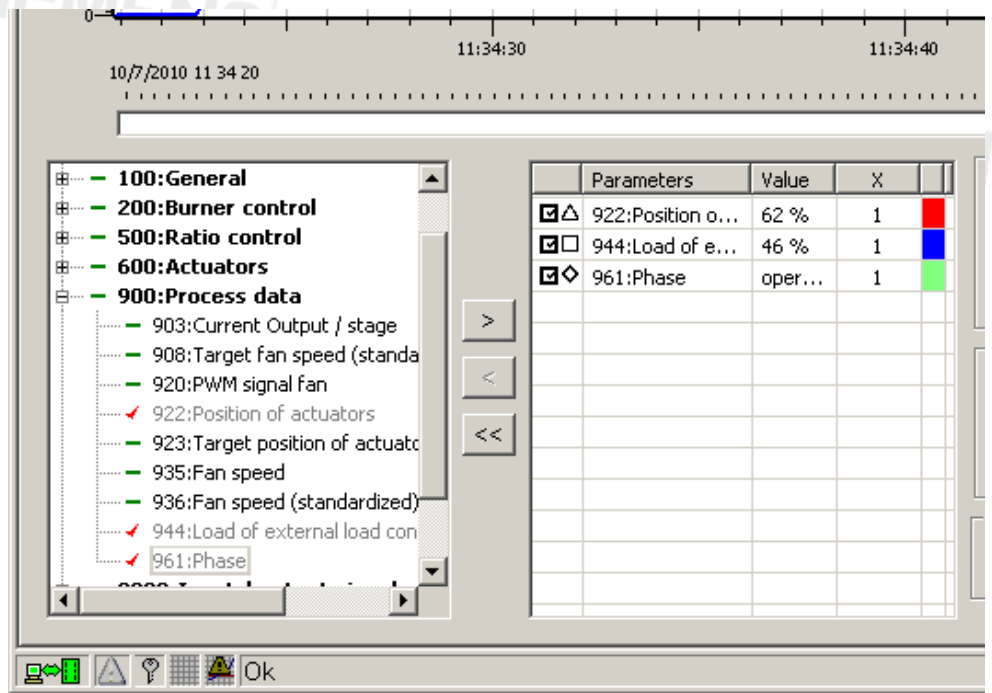 0
11:34:30 11:34:40
10/7/2010 11 34 20
100:General
200:Burner control
500:Ratio control
600:Actuators
900:Process data
903:Current Output / stage
908:Target fan speed (standa
920:PWM signal fan
922:Position of actuators
923:Target position of actuato
935:Fan speed
936:Fan speed (standardized)
944:Load of external load con
961:Phase
>
<
<<
Parameters Value X
922:Position o... 62 % 1
944:Load of e... 46 % 1
961:Phase oper... 1
Ok